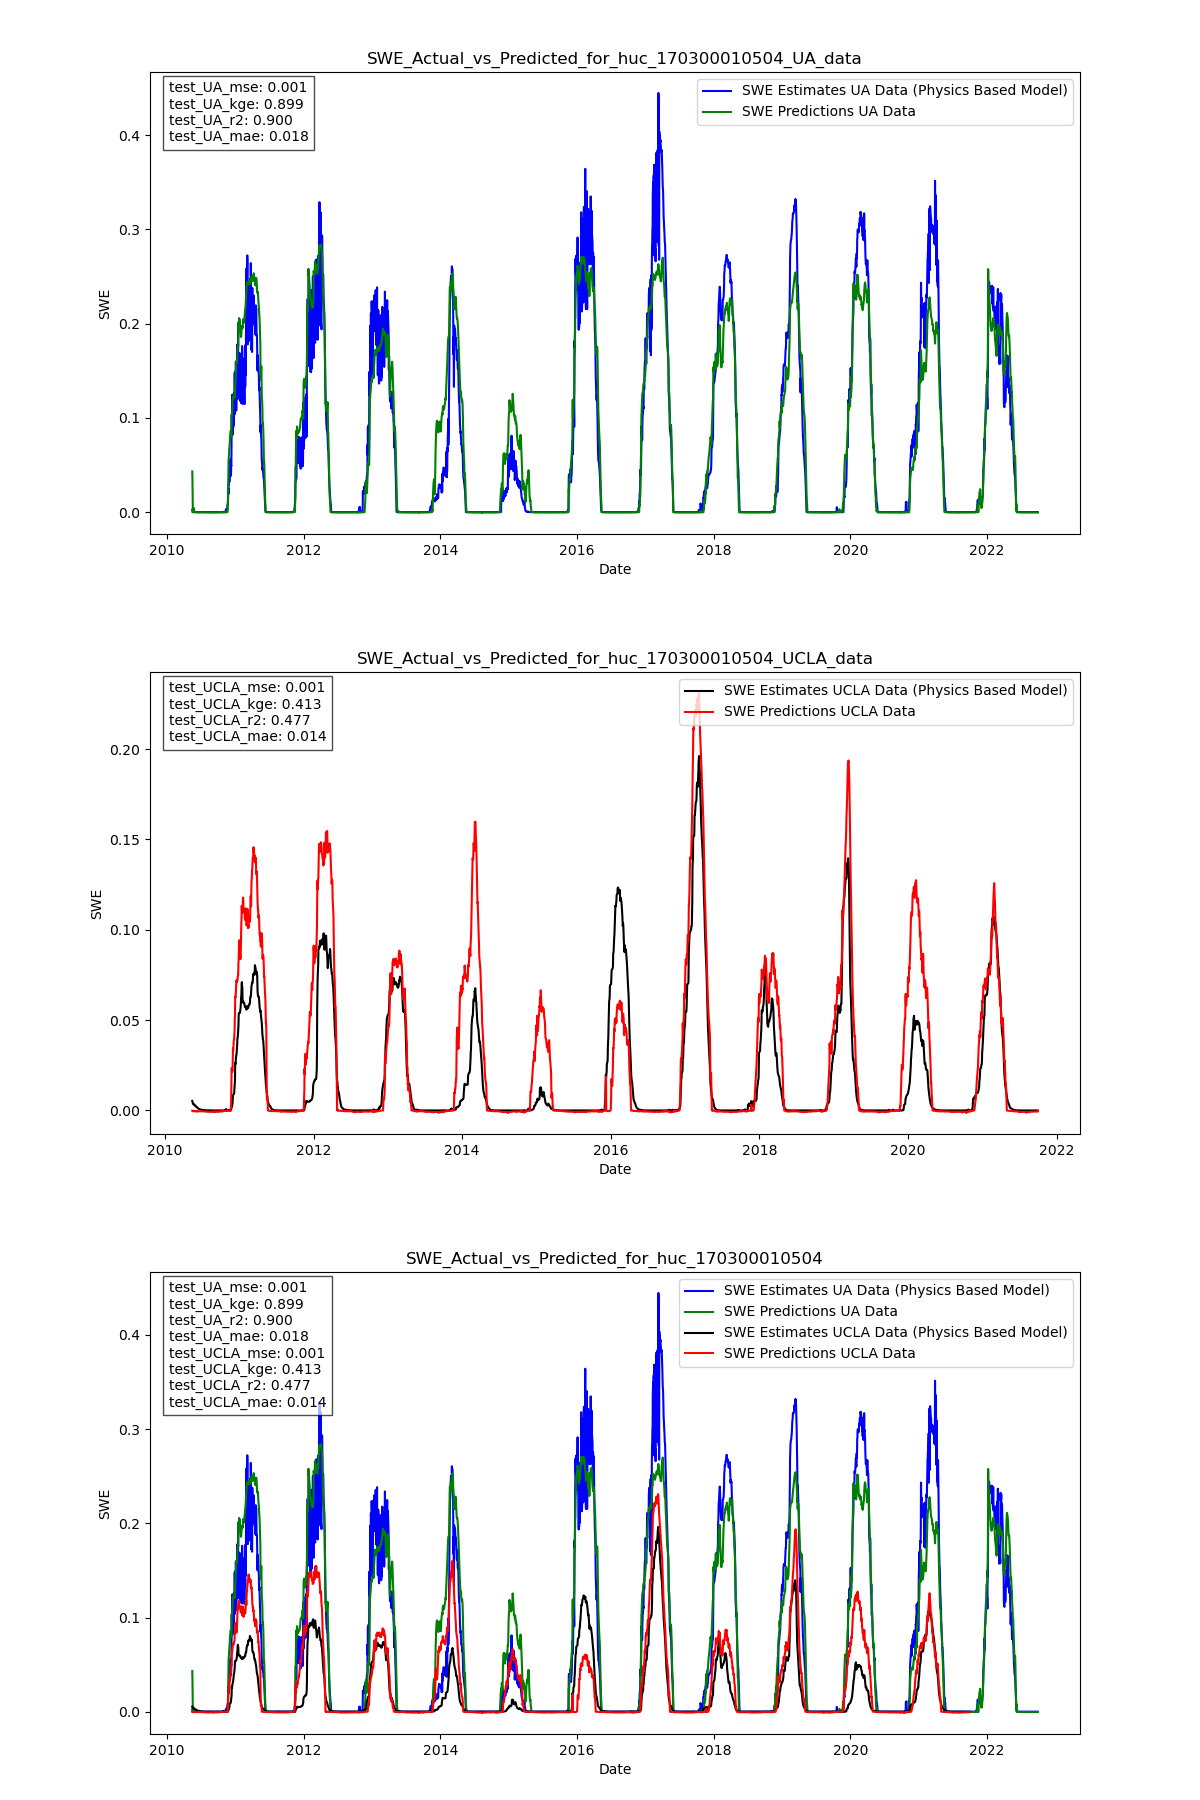 SWE_Actual_vs_Predicted_for_huc_170300010504_UA_data
test_UA_mse: 0.001
test_UA_kge: 0.899
test_UA_r2: 0.900
test_UA_mae: 0.018
SWE Estimates UA Data (Physics Based Model)
SWE Predictions UA Data
0.4
0.3
0.2
0.1
0.0
SWE
2010 2012 2014 2016 2018 2020 2022
Date
SWE_Actual_vs_Predicted_for_huc_170300010504_UCLA_data
test_UCLA_mse: 0.001
test_UCLA_kge: 0.413
test_UCLA_r2: 0.477
test_UCLA_mae: 0.014
SWE Estimates UCLA Data (Physics Based Model)
SWE Predictions UCLA Data
0.20
0.15
0.10
0.05
0.00
SWE
2010 2012 2014 2016 2018 2020 2022
Date
SWE_Actual_vs_Predicted_for_huc_170300010504
test_UA_mse: 0.001
test_UA_kge: 0.899
test_UA_r2: 0.900
test_UA_mae: 0.018
test_UCLA_mse: 0.001
test_UCLA_kge: 0.413
test_UCLA_r2: 0.477
test_UCLA_mae: 0.014
SWE Estimates UA Data (Physics Based Model)
SWE Predictions UA Data
SWE Estimates UCLA Data (Physics Based Model)
SWE Predictions UCLA Data
0.4
0.3
0.2
0.1
0.0
SWE
2010 2012 2014 2016 2018 2020 2022
Date